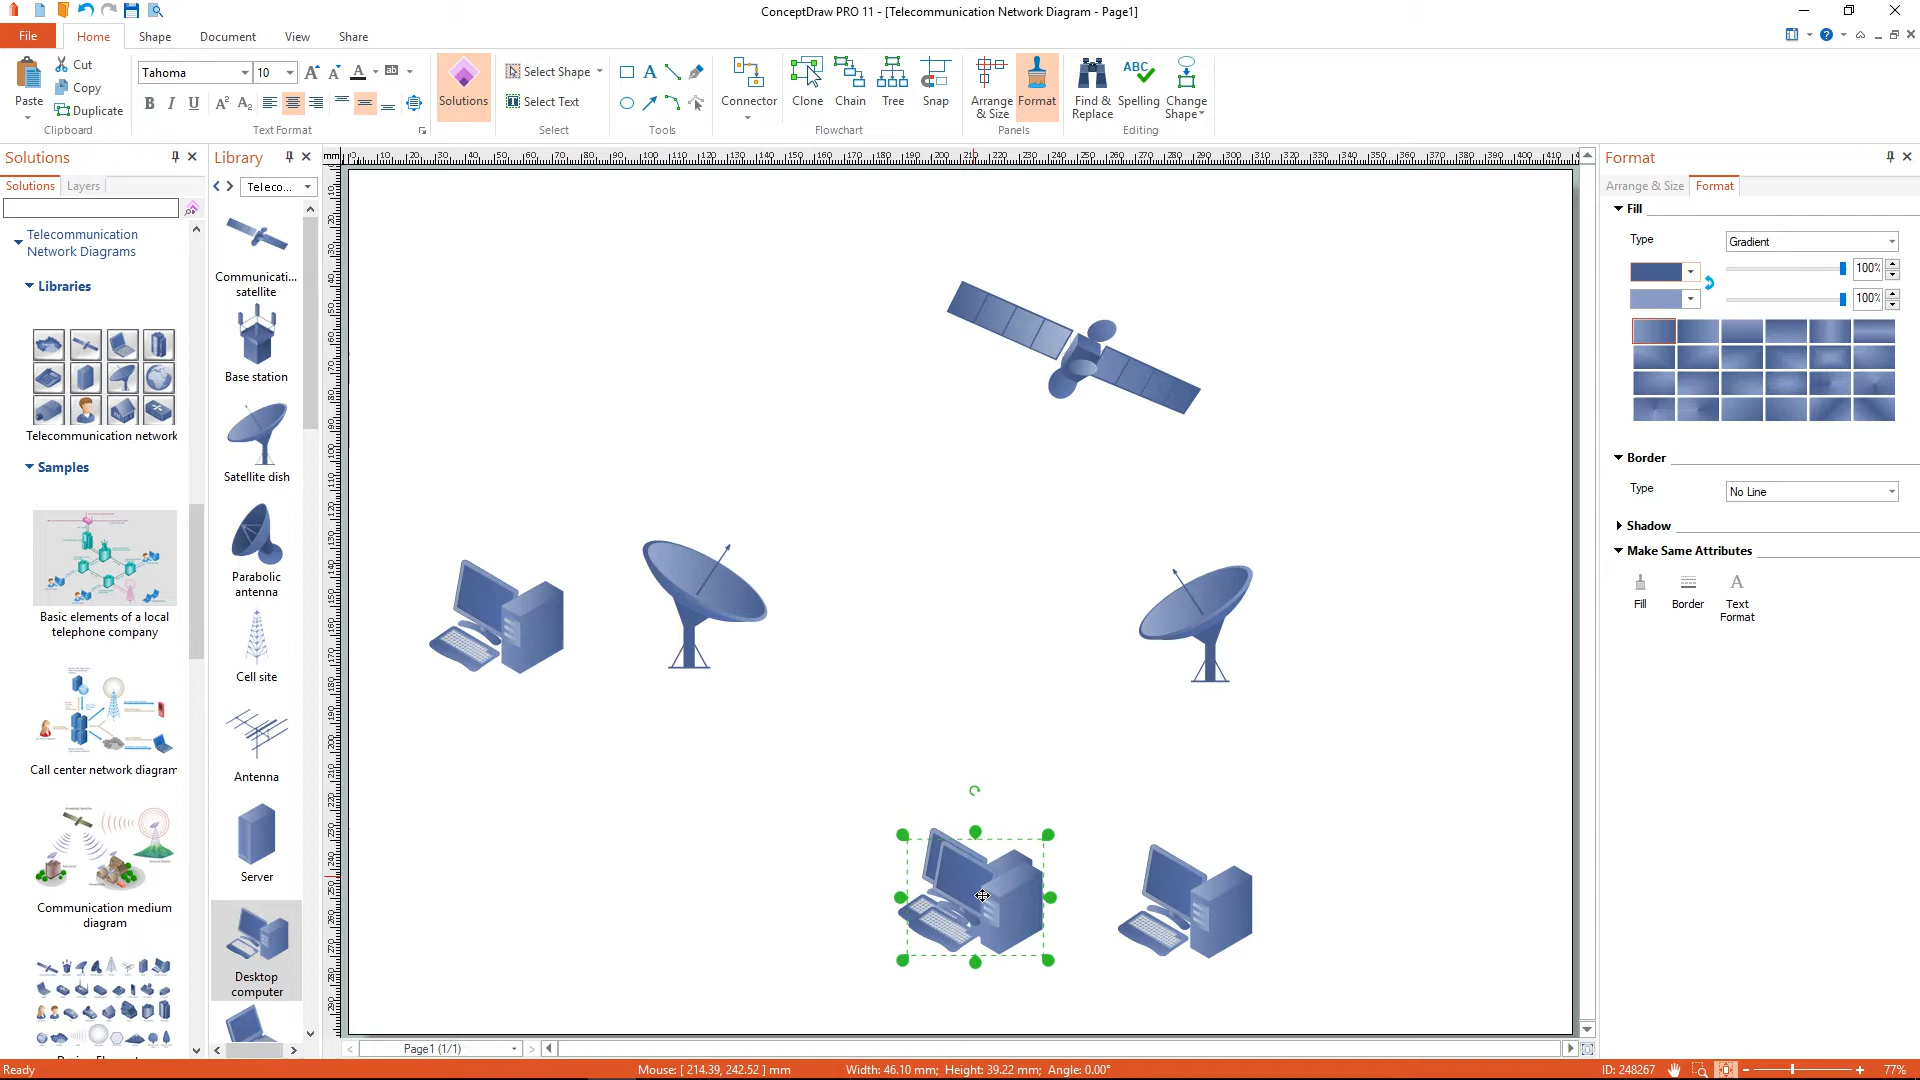 ConceptDraw PRO 11 - [Telecommunication Network Diagram - Page1]
File Home Shape Document View Share
Paste
Cut
Copy
Duplicate
Clipboard
Tahoma 10
B I U
Text Format
Solutions
Select Shape
Select Text
Select
Tools
Connector
Clone
Chain
Tree
Snap
Flowchart
Arrange
& Size
Format
Panels
Find &
Replace
ABC
Spelling
Change
Shape
Editing
Solutions
Solutions Layers
Telecommunication
Network Diagrams
Libraries
Telecommunication network
Samples
Basic elements of a local
telephone company
Call center network diagram
Communication medium
diagram
Library
Teleco...
Communicati...
satellite
Base station
Satellite dish
Parabolic
antenna
Cell site
Antenna
Server
Desktop
computer
mm
Page1 (1/1)
Format
Arrange & Size Format
Fill
Type Gradient
100%
100%
Border
Type No Line
Shadow
Make Same Attributes
Fill
Border
Text
Format
Ready
Mouse: [ 214.39, 242.52 ] mm
Width: 46.10 mm; Height: 39.22 mm; Angle: 0.00°
ID: 248267
77%